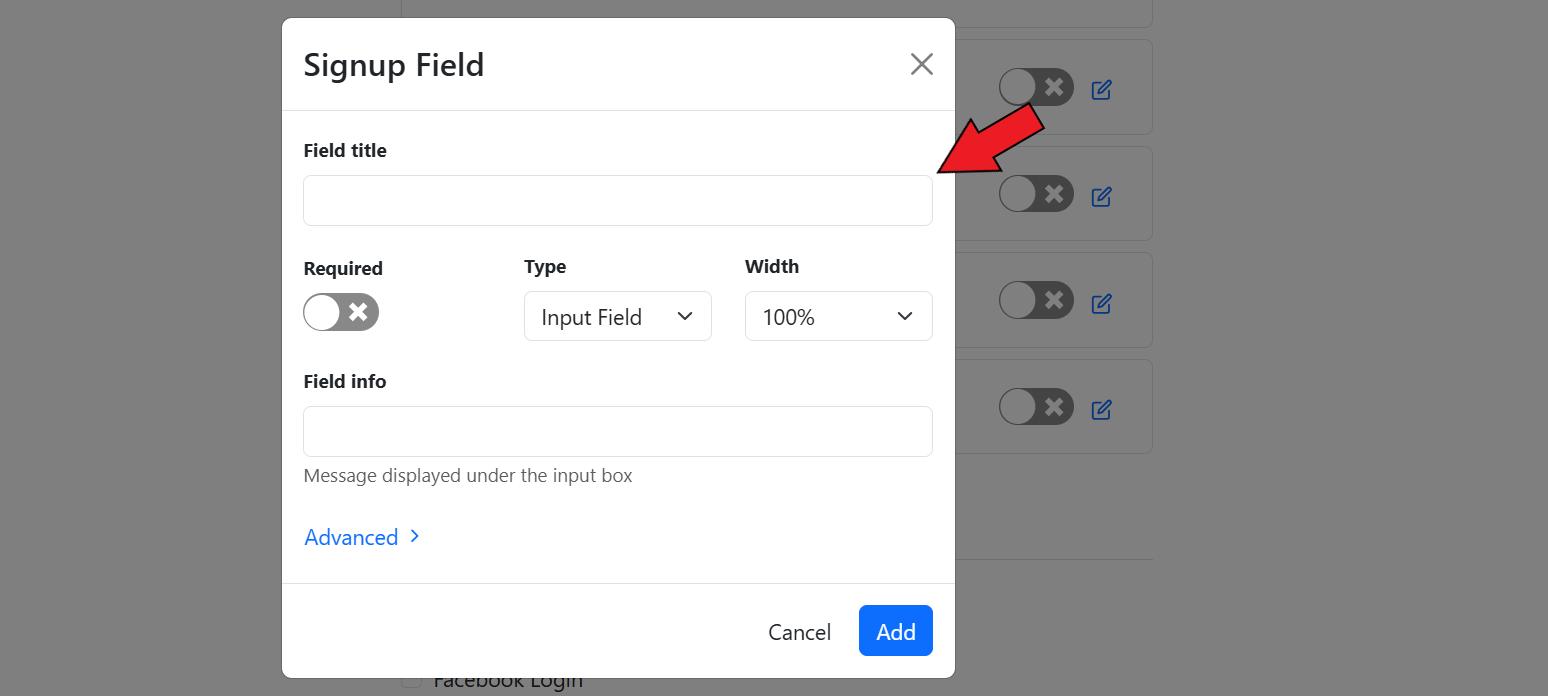 Signup Field
Field title
Required Type Width
Input Field 100%
Field info
Message displayed under the input box
Advanced
Cancel Add
Facebook Login